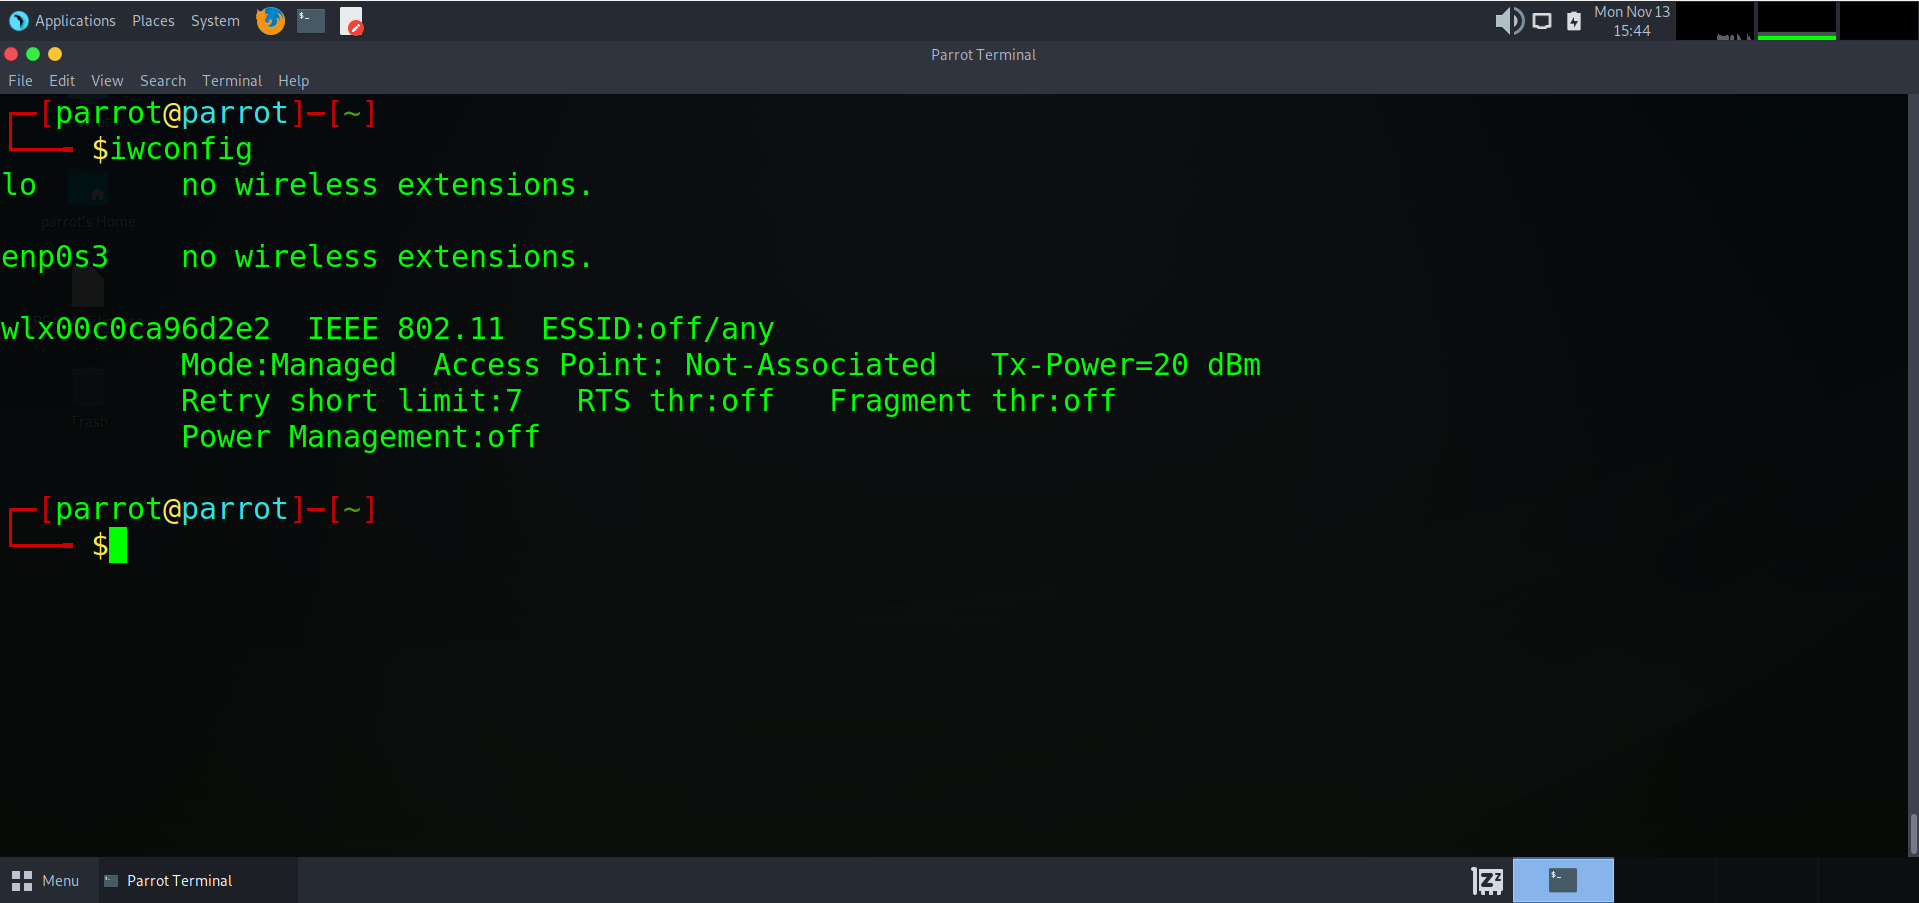 Applications Places System
Mon Nov 13
15:44
Parrot Terminal
File Edit View Search Terminal Help
┌─[parrot@parrot]─[~]
└──╼ $iwconfig
lo        no wireless extensions.
parrot's Home
enp0s3    no wireless extensions.
wlx00c0ca96d2e2  IEEE 802.11  ESSID:off/any
Mode:Managed  Access Point: Not-Associated   Tx-Power=20 dBm
Retry short limit:7   RTS thr:off   Fragment thr:off
Trash
Power Management:off
┌─[parrot@parrot]─[~]
└──╼ $
Menu Parrot Terminal